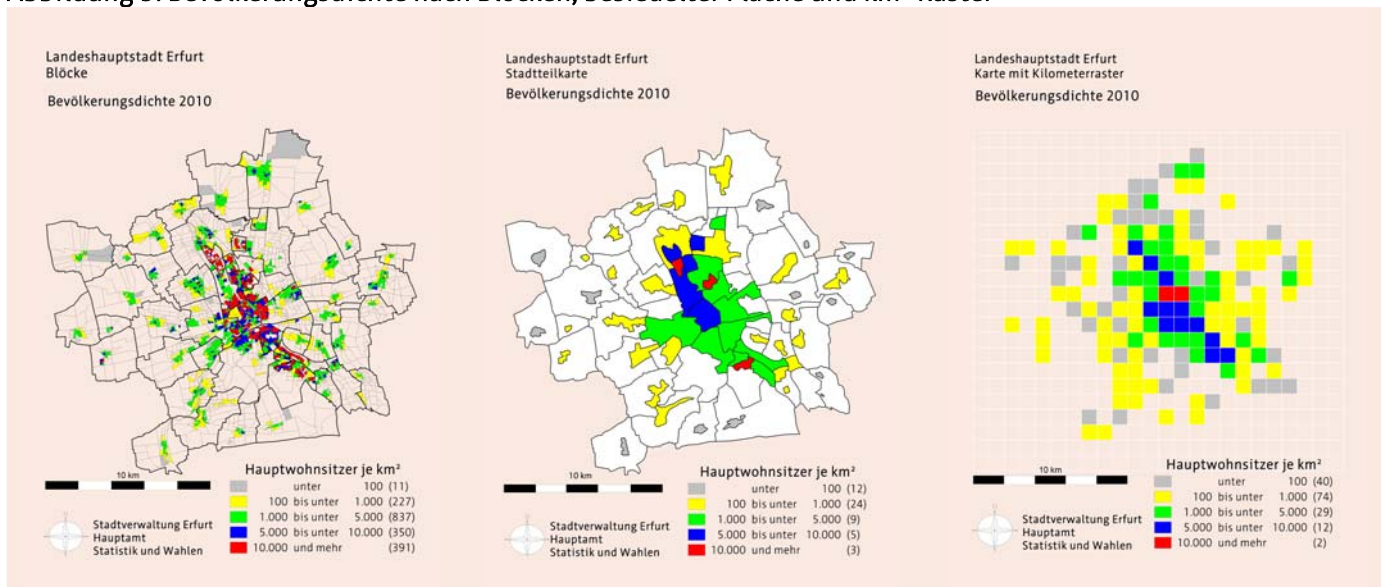 Landeshauptstadt Erfurt
Blöcke
Bevölkerungsdichte 2010
10 km
Hauptwohnsitzer je km²
unter 100 (11)
100 bis unter 1.000 (227)
1.000 bis unter 5.000 (837)
5.000 bis unter 10.000 (350)
10.000 und mehr (391)
Stadtverwaltung Erfurt
Hauptamt
Statistik und Wahlen
Landeshauptstadt Erfurt
Stadtteilkarte
Bevölkerungsdichte 2010
10 km
Hauptwohnsitzer je km²
unter 100 (12)
100 bis unter 1.000 (24)
1.000 bis unter 5.000 (9)
5.000 bis unter 10.000 (5)
10.000 und mehr (3)
Stadtverwaltung Erfurt
Hauptamt
Statistik und Wahlen
Landeshauptstadt Erfurt
Karte mit Kilometerraster
Bevölkerungsdichte 2010
10 km
Hauptwohnsitzer je km²
unter 100 (40)
100 bis unter 1.000 (74)
1.000 bis unter 5.000 (29)
5.000 bis unter 10.000 (12)
10.000 und mehr (2)
Stadtverwaltung Erfurt
Hauptamt
Statistik und Wahlen